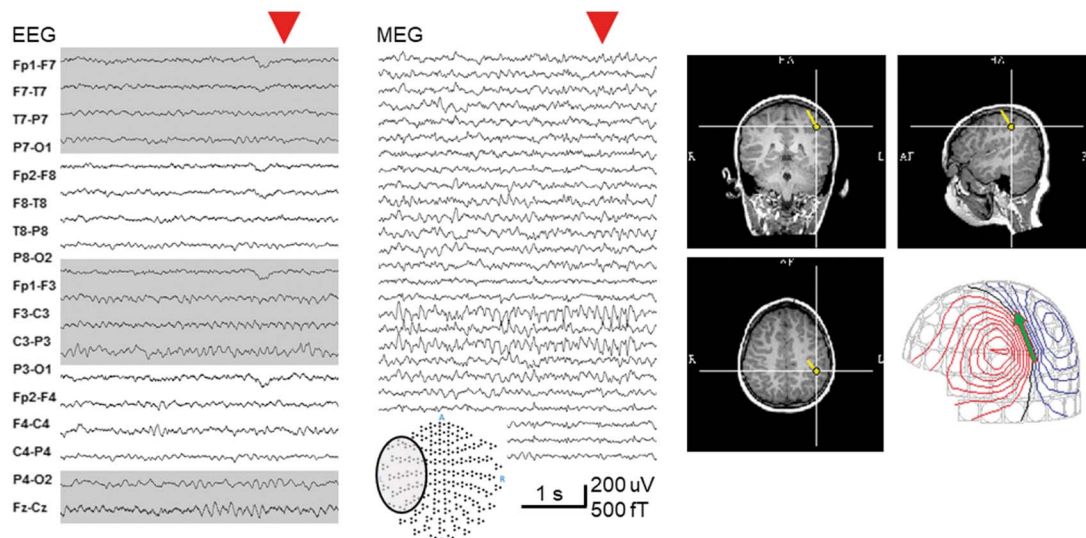 EEG
Fp1-F7
F7-T7
T7-P7
P7-O1
Fp2-F8
F8-T8
T8-P8
P8-O2
Fp1-F3
F3-C3
C3-P3
P3-O1
Fp2-F4
F4-C4
C4-P4
P4-O2
Fz-Cz
MEG
A
R
1 s
200 uV
500 fT
R
L
R
L